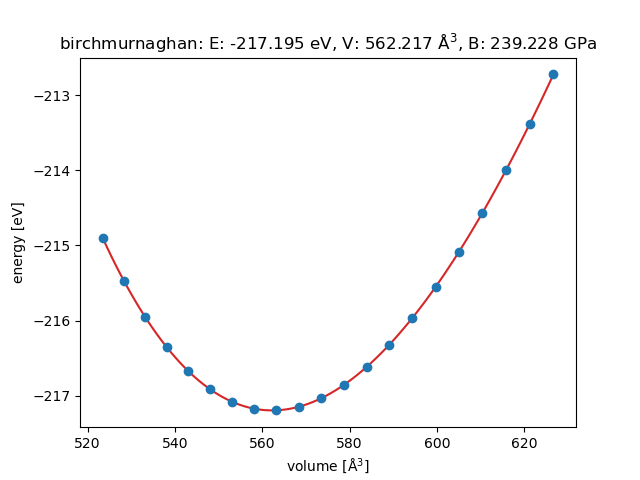 birchmurnaghan: E: -217.195 eV, V: 562.217 Å³, B: 239.228 GPa
−213
−214
−215
−216
−217
energy [eV]
520 540 560 580 600 620
volume [Å³]